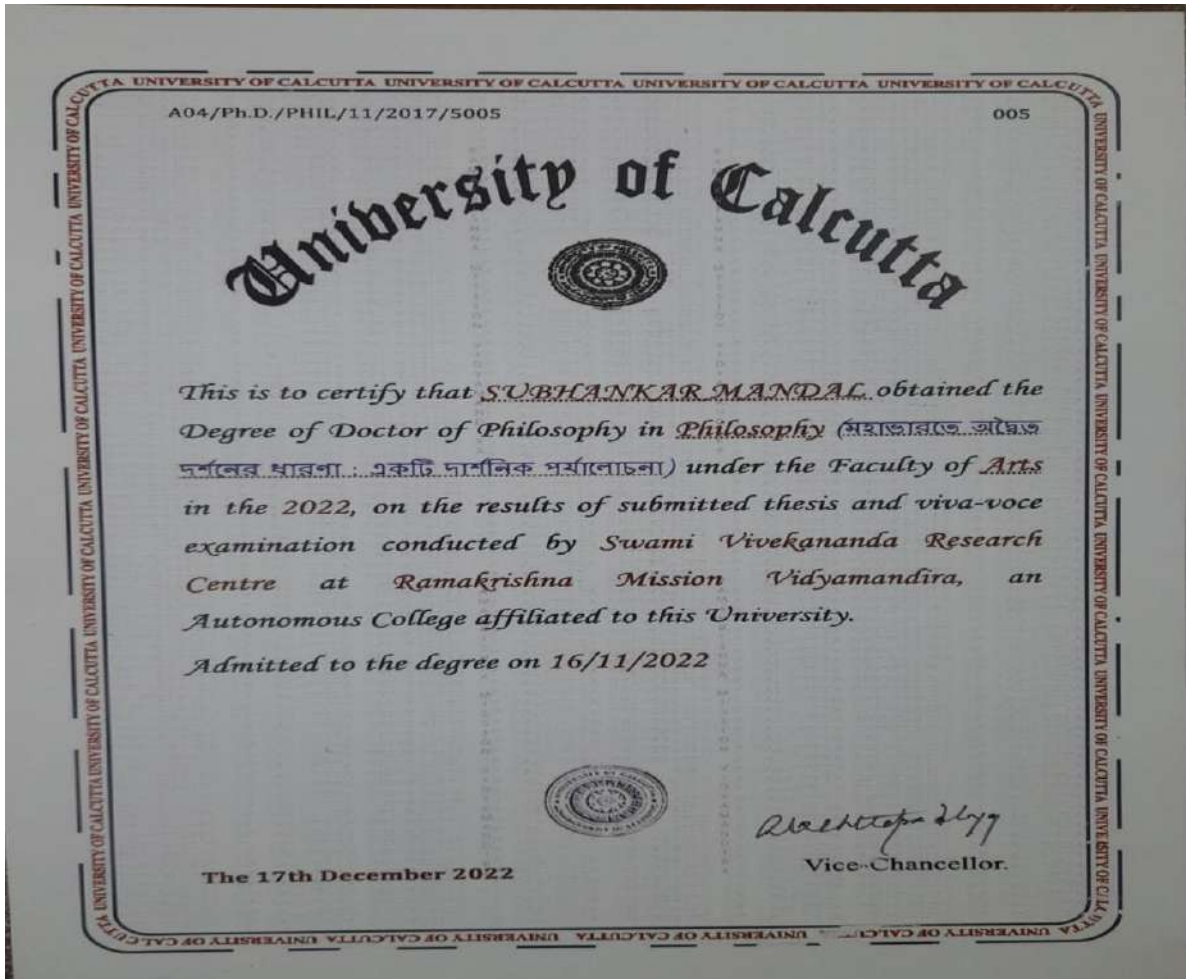 UNIVERSITY OF CALCUTTA UNIVERSITY OF CALCUTTA UNIVERSITY OF CALCUTTA UNIVERSITY OF CALCUTTA
A04/Ph.D./PHIL/11/2017/5005 005
University of Calcutta
This is to certify that SUBHANKAR MANDAL obtained the
Degree of Doctor of Philosophy in Philosophy (মহাভারতে অদ্বৈত
দর্শনের ধারনা : একটি দার্শনিক পর্যালোচনা) under the Faculty of Arts
in the 2022, on the results of submitted thesis and viva-voce
examination conducted by Swami Vivekananda Research
Centre at Ramakrishna Mission Vidyamandira, an
Autonomous College affiliated to this University.
Admitted to the degree on 16/11/2022
Vice-Chancellor.
The 17th December 2022